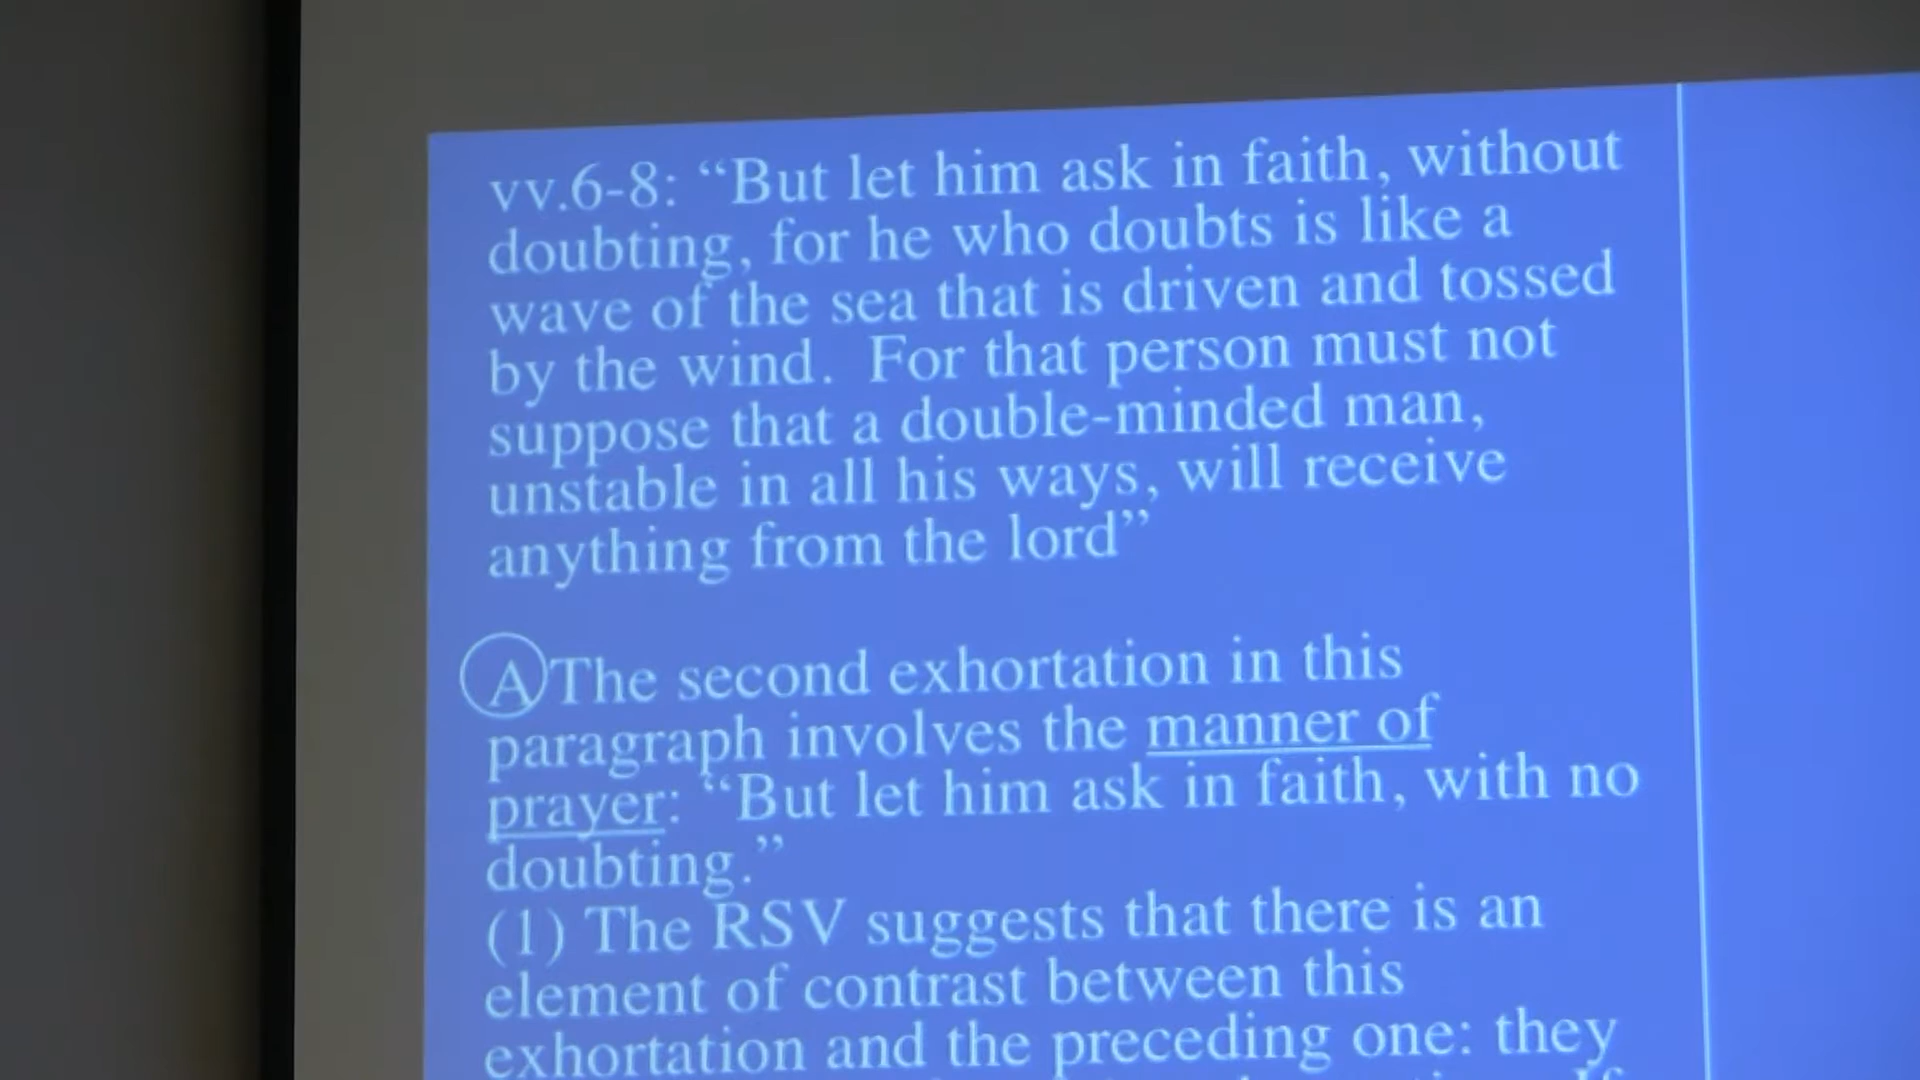 vv.6-8: “But let him ask in faith, without
doubting, for he who doubts is like a
wave of the sea that is driven and tossed
by the wind. For that person must not
suppose that a double-minded man,
unstable in all his ways, will receive
anything from the lord”
A The second exhortation in this
paragraph involves the manner of
prayer: “But let him ask in faith, with no
doubting.”
(1) The RSV suggests that there is an
element of contrast between this
exhortation and the preceding one: they